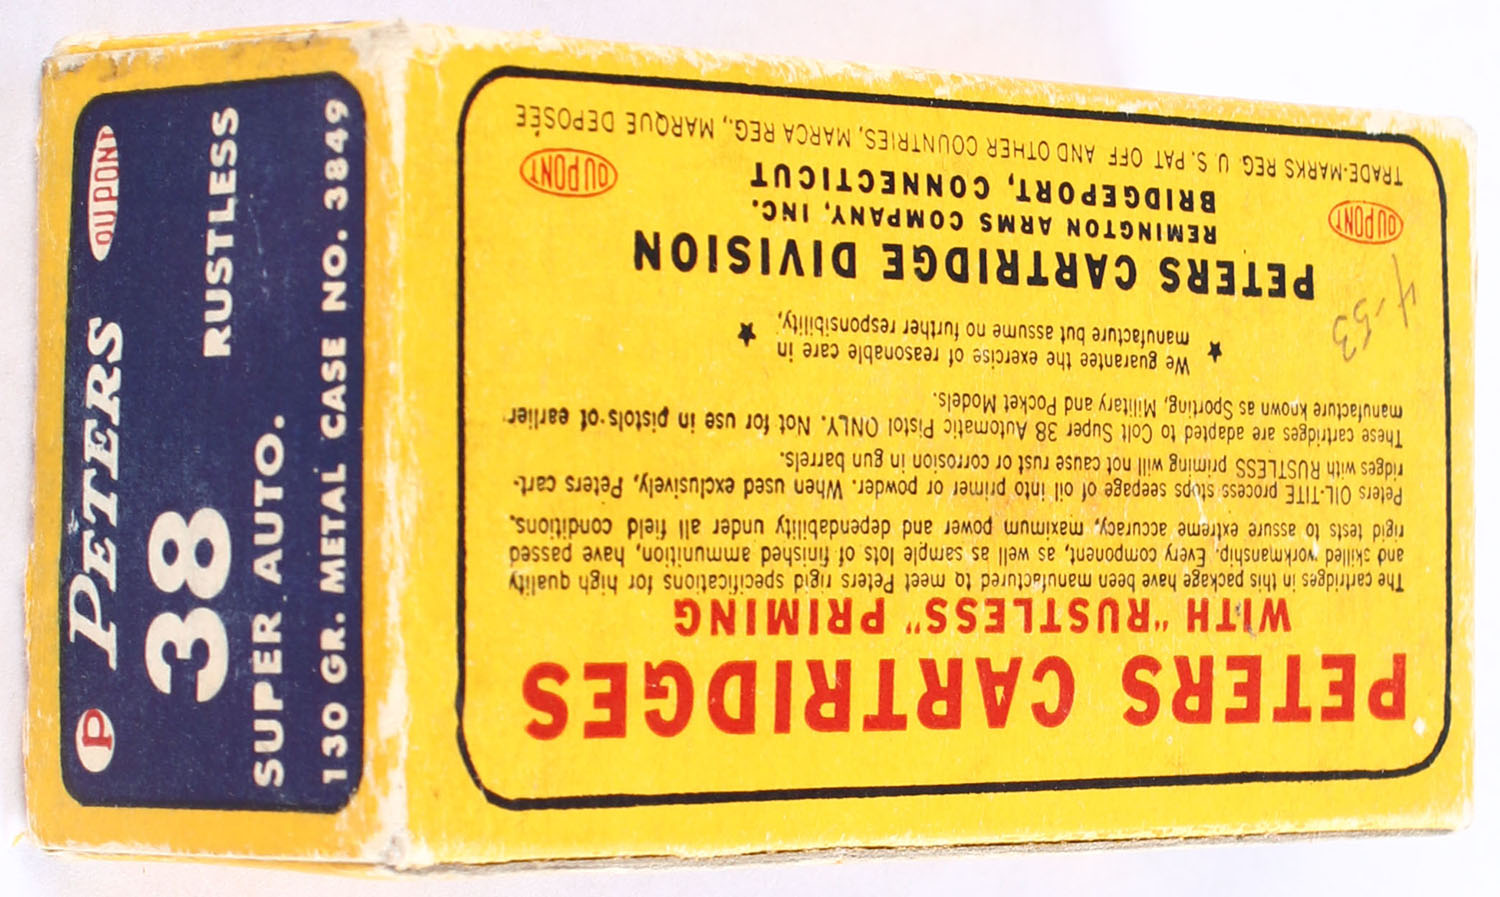 P PETERS DUPONT
38 RUSTLESS
SUPER AUTO.
130 GR. METAL CASE NO. 3849
PETERS CARTRIDGES
WITH "RUSTLESS" PRIMING
The cartridges in this package have been manufactured to meet Peters rigid specifications for high quality
and skilled workmanship. Every component, as well as sample lots of finished ammunition, have passed
rigid tests to assure extreme accuracy, maximum power and dependability under all field conditions.
Peters OIL-TITE process stops seepage of oil into primer or powder. When used exclusively, Peters cart-
ridges with RUSTLESS priming will not cause rust or corrosion in gun barrels.
These cartridges are adapted to Colt Super 38 Automatic Pistol ONLY. Not for use in pistols of earlier
manufacture known as Sporting, Military and Pocket Models.
We guarantee the exercise of reasonable care in
manufacture but assume no further responsibility.
4-53
PETERS CARTRIDGE DIVISION
REMINGTON ARMS COMPANY, INC.
BRIDGEPORT, CONNECTICUT
DUPONT DUPONT
TRADE-MARKS REG. U. S. PAT OFF AND OTHER COUNTRIES, MARCA REG., MARQUE DEPOSÉE